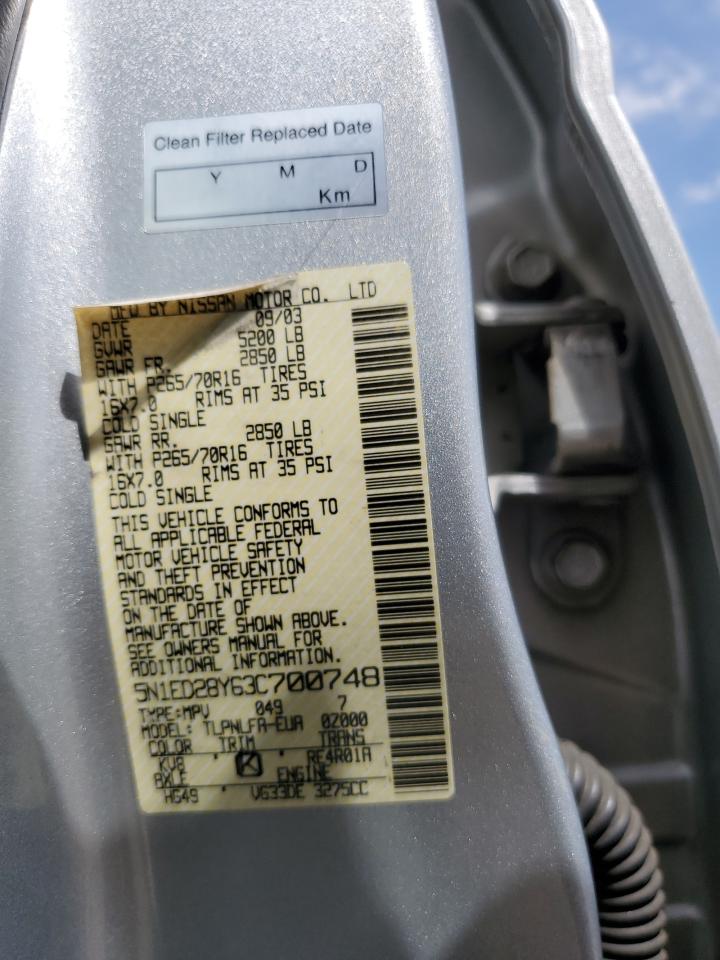 Clean Filter Replaced Date
Y M D
Km
BY NISSAN MOTOR CO. LTD
DATE 09/03
GVWR 5200 LB
GAWR FR. 2850 LB
WITH P265/70R16 TIRES
16X7.0 RIMS AT 35 PSI
COLD SINGLE
GAWR RR. 2850 LB
WITH P265/70R16 TIRES
16X7.0 RIMS AT 35 PSI
COLD SINGLE
THIS VEHICLE CONFORMS TO
ALL APPLICABLE FEDERAL
MOTOR VEHICLE SAFETY
AND THEFT PREVENTION
STANDARDS IN EFFECT
ON THE DATE OF
MANUFACTURE SHOWN ABOVE.
SEE OWNERS MANUAL FOR
ADDITIONAL INFORMATION.
5N1ED28Y63C700748
TYPE:MPV 049 7
MODEL: TLPNLFA-EUA 02000
COLOR TRIM TRANS
KV8 · K · RE4R01A
AXLE ENGINE
HG49 · VG33DE 3275CC